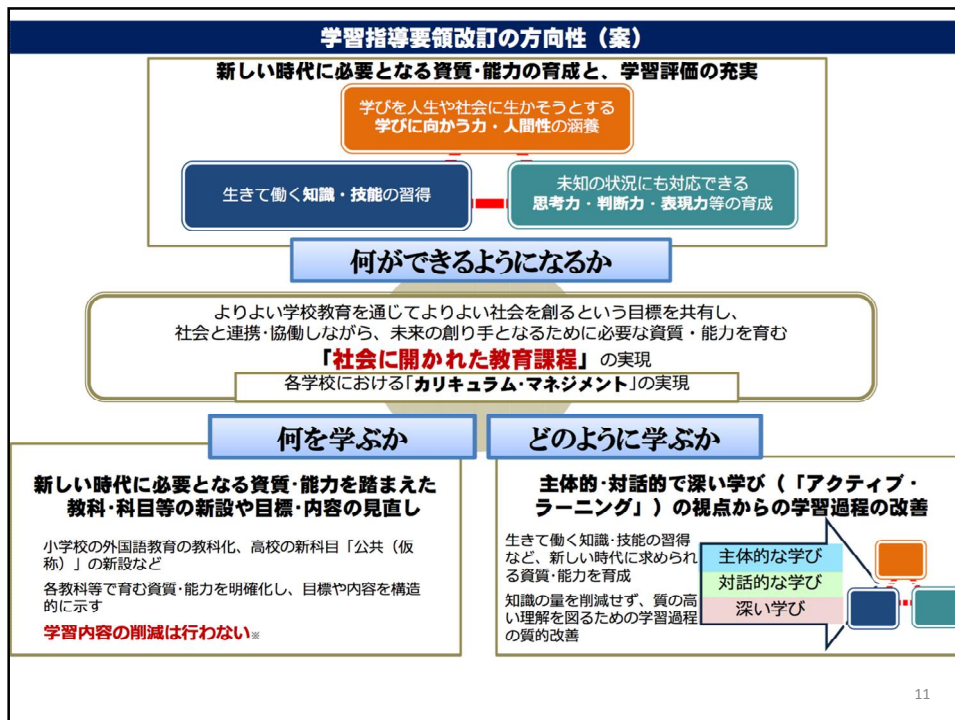 学習指導要領改訂の方向性（案）
新しい時代に必要となる資質･能力の育成と、学習評価の充実
学びを人生や社会に生かそうとする
学びに向かう力・人間性の涵養
生きて働く知識・技能の習得
未知の状況にも対応できる
思考力・判断力・表現力等の育成
何ができるようになるか
よりよい学校教育を通じてよりよい社会を創るという目標を共有し、
社会と連携･協働しながら、未来の創り手となるために必要な資質・能力を育む
「社会に開かれた教育課程」の実現
各学校における「カリキュラム･マネジメント」の実現
何を学ぶか
新しい時代に必要となる資質･能力を踏まえた
教科･科目等の新設や目標･内容の見直し
小学校の外国語教育の教科化、高校の新科目「公共（仮
称）」の新設など
各教科等で育む資質･能力を明確化し、目標や内容を構造
的に示す
学習内容の削減は行わない※
どのように学ぶか
主体的･対話的で深い学び（「アクティブ・
ラーニング」）の視点からの学習過程の改善
生きて働く知識･技能の習得
など、新しい時代に求められ
る資質･能力を育成
知識の量を削減せず、質の高
い理解を図るための学習過程
の質的改善
主体的な学び
対話的な学び
深い学び
11